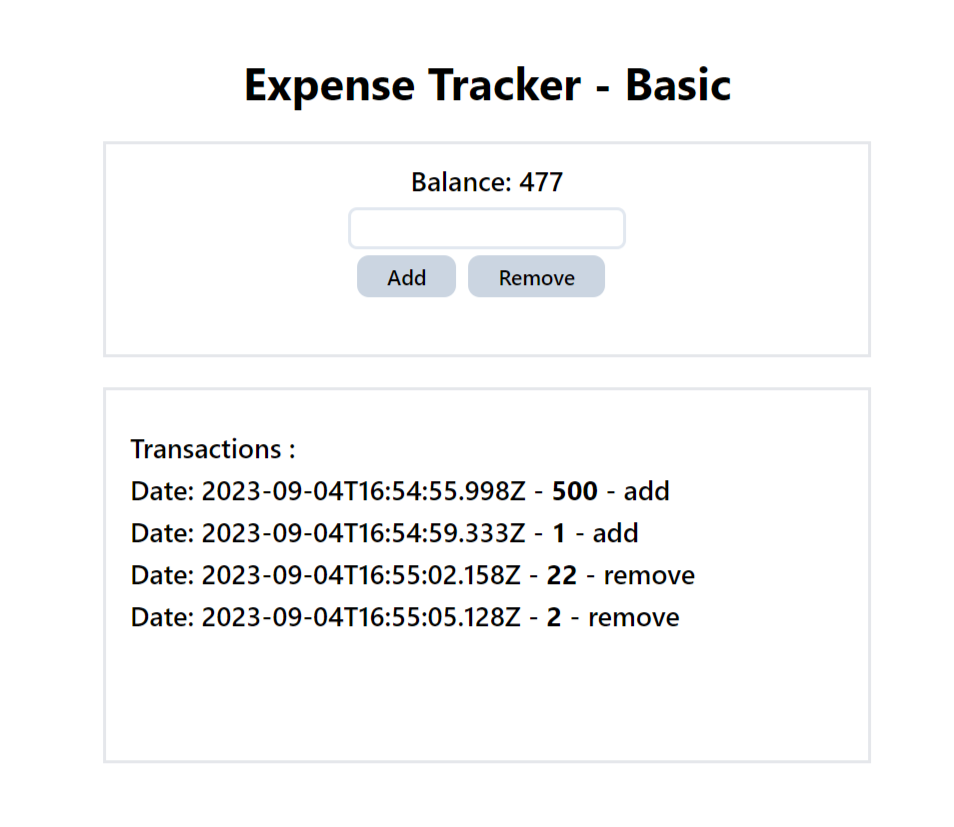 Expense Tracker - Basic
Balance: 477
Add Remove
Transactions :
Date: 2023-09-04T16:54:55.998Z - 500 - add
Date: 2023-09-04T16:54:59.333Z - 1 - add
Date: 2023-09-04T16:55:02.158Z - 22 - remove
Date: 2023-09-04T16:55:05.128Z - 2 - remove